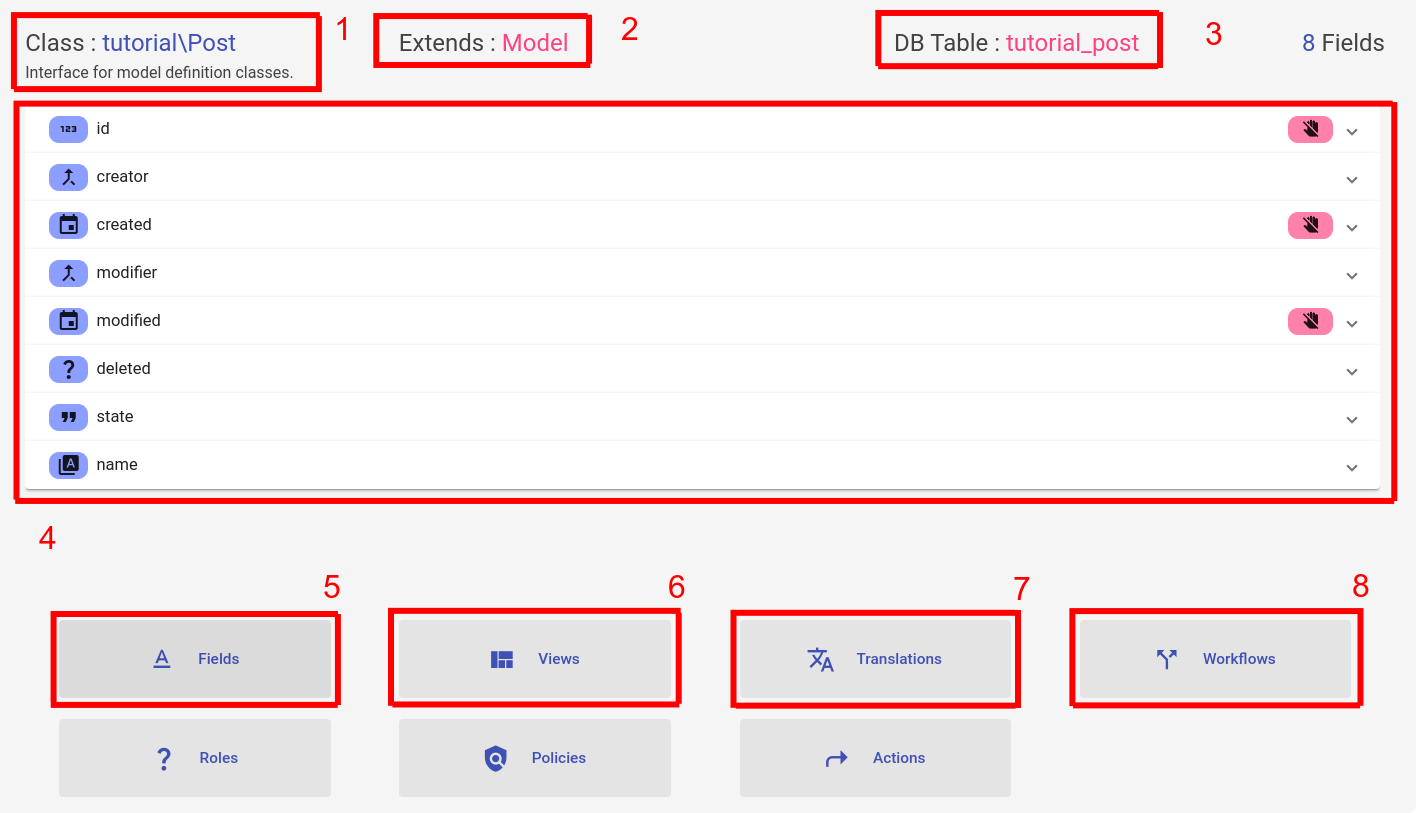 Class : tutorial\Post
Interface for model definition classes.
1
Extends : Model
2
DB Table : tutorial_post
3
8 Fields
123 id
creator
created
modifier
modified
? deleted
state
A name
4
5
6
7
8
A Fields
Views
Translations
Workflows
? Roles
Policies
Actions